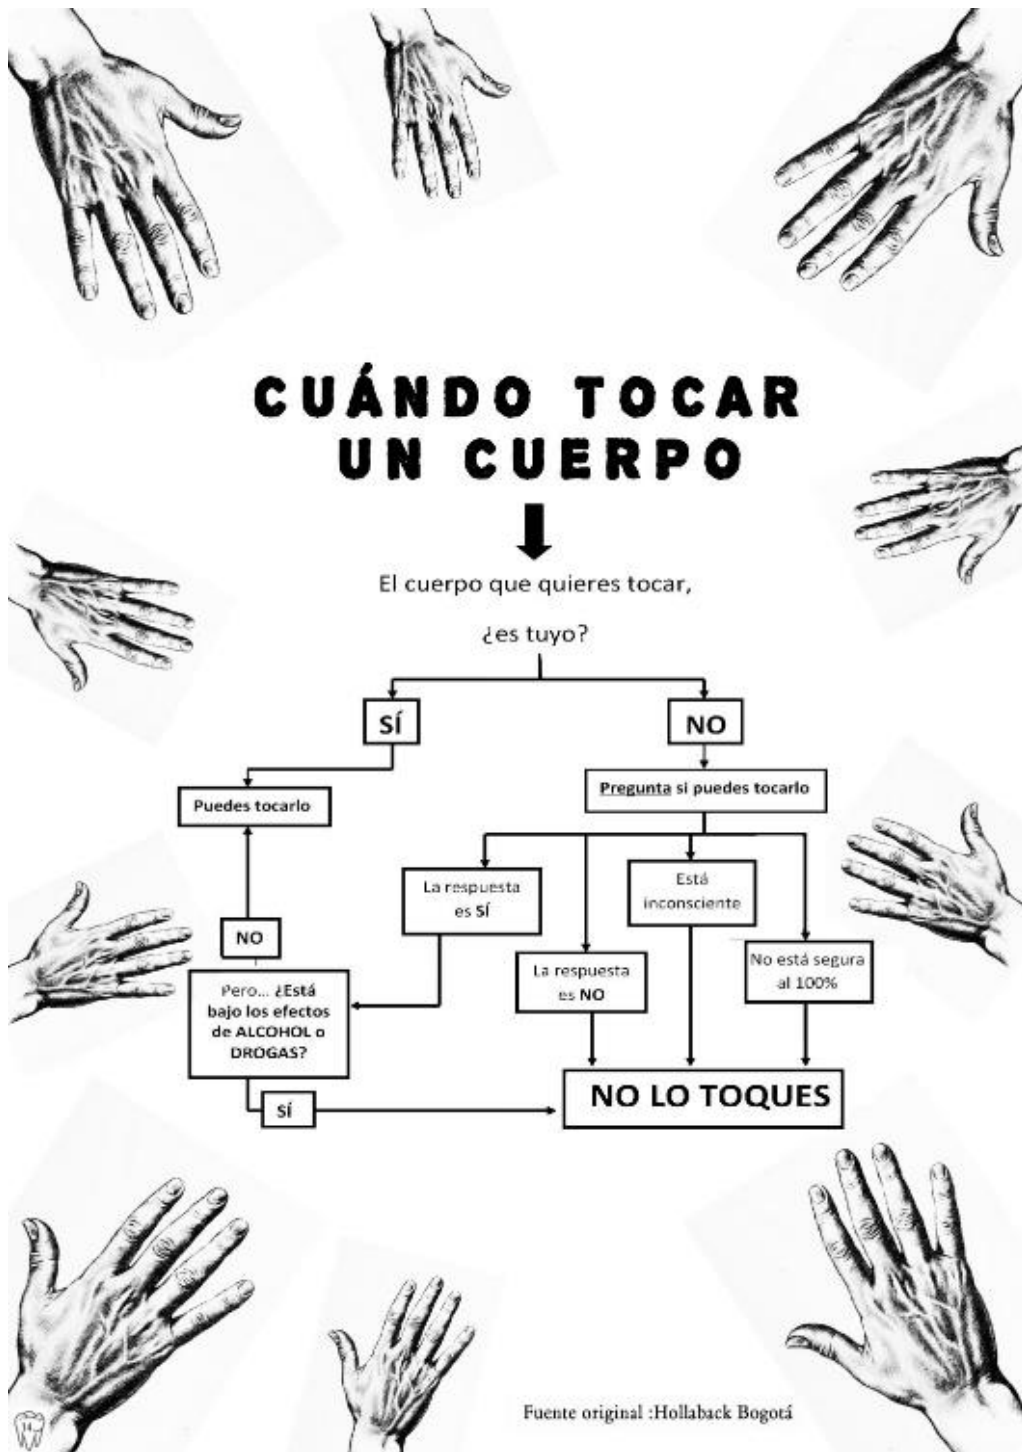 CUÁNDO TOCAR
UN CUERPO
El cuerpo que quieres tocar,
¿es tuyo?
SÍ
NO
Puedes tocarlo
Pregunta si puedes tocarlo
La respuesta
es SÍ
Está
inconsciente
NO
La respuesta
es NO
No está segura
al 100%
Pero... ¿Está
bajo los efectos
de ALCOHOL o
DROGAS?
SÍ
NO LO TOQUES
Fuente original :Hollaback Bogotá